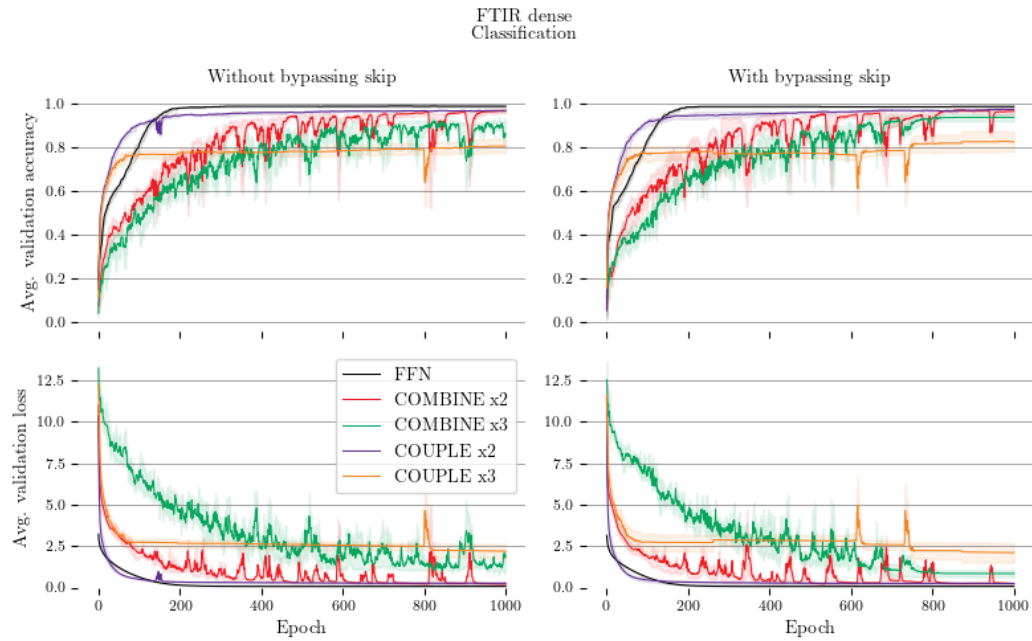 FTIR dense
Classification
Without bypassing skip
With bypassing skip
Avg. validation accuracy
1.0
0.8
0.6
0.4
0.2
0.0
1.0
0.8
0.6
0.4
0.2
0.0
Avg. validation loss
12.5
10.0
7.5
5.0
2.5
0.0
FFN
COMBINE x2
COMBINE x3
COUPLE x2
COUPLE x3
12.5
10.0
7.5
5.0
2.5
0.0
0 200 400 600 800 1000
0 200 400 600 800 1000
Epoch
Epoch